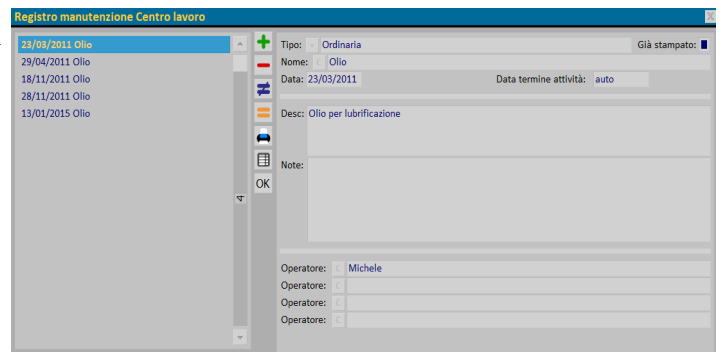 Registro manutenzione Centro lavoro X
23/03/2011 Olio
29/04/2011 Olio
18/11/2011 Olio
28/11/2011 Olio
13/01/2015 Olio
OK
Tipo: Ordinaria Già stampato:
Nome: C Olio
Data: 23/03/2011 Data termine attività: auto
Desc: Olio per lubrificazione
Note:
Operatore: C Michele
Operatore: C
Operatore: C
Operatore: C